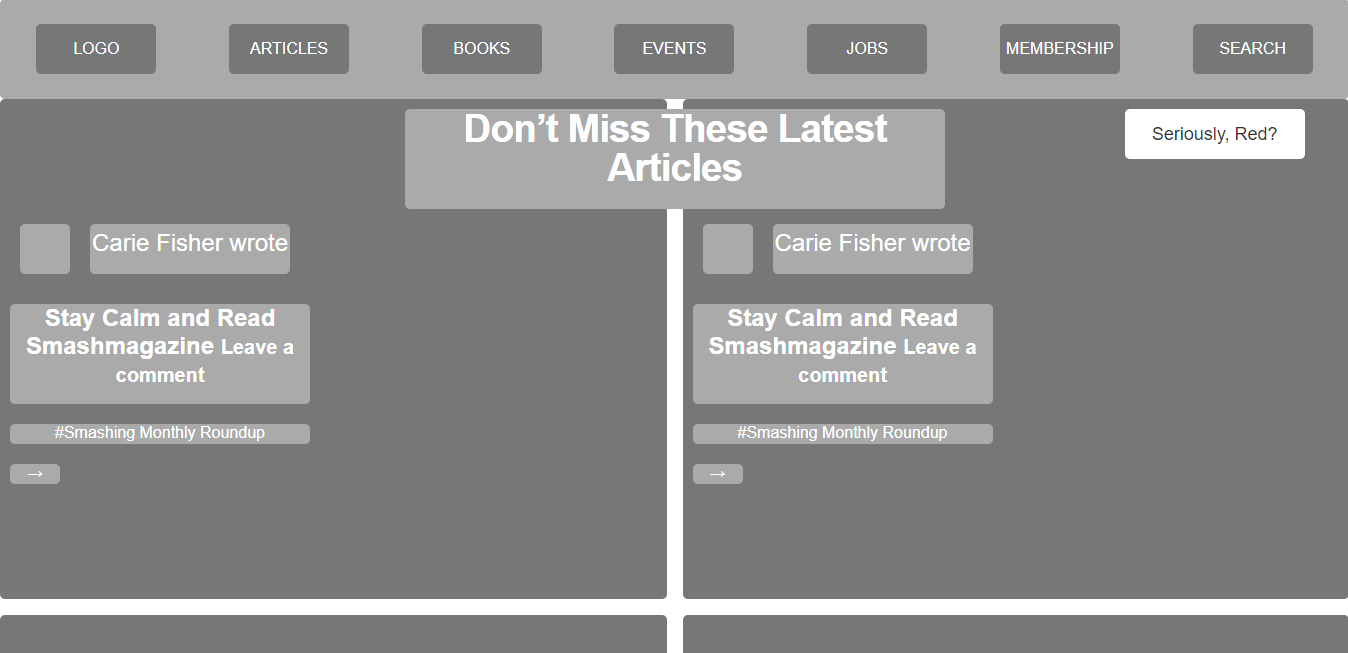 LOGO
ARTICLES
BOOKS
EVENTS
JOBS
MEMBERSHIP
SEARCH
Don’t Miss These Latest
Articles
Seriously, Red?
Carie Fisher wrote
Stay Calm and Read
Smashmagazine Leave a
comment
#Smashing Monthly Roundup
→
Carie Fisher wrote
Stay Calm and Read
Smashmagazine Leave a
comment
#Smashing Monthly Roundup
→